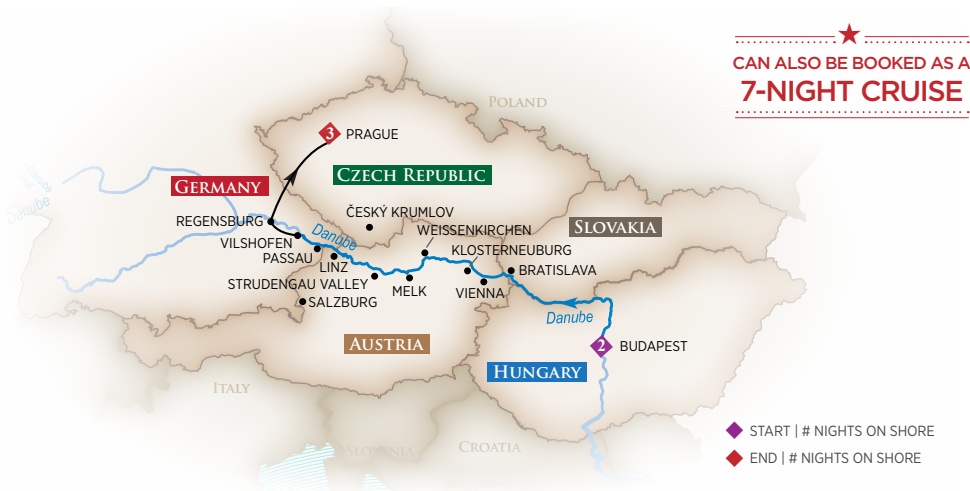 CAN ALSO BE BOOKED AS A
7-NIGHT CRUISE
POLAND
3 PRAGUE
CZECH REPUBLIC
GERMANY
Danube
Danube
REGENSBURG
ČESKÝ KRUMLOV
SLOVAKIA
WEISSENKIRCHEN
VILSHOFEN
Danube
KLOSTERNEUBURG
PASSAU
LINZ
BRATISLAVA
STRUDENGAU VALLEY
MELK
VIENNA
SALZBURG
Danube
AUSTRIA
2 BUDAPEST
HUNGARY
ITALY
SLOVENIA
CROATIA
START | # NIGHTS ON SHORE
END | # NIGHTS ON SHORE